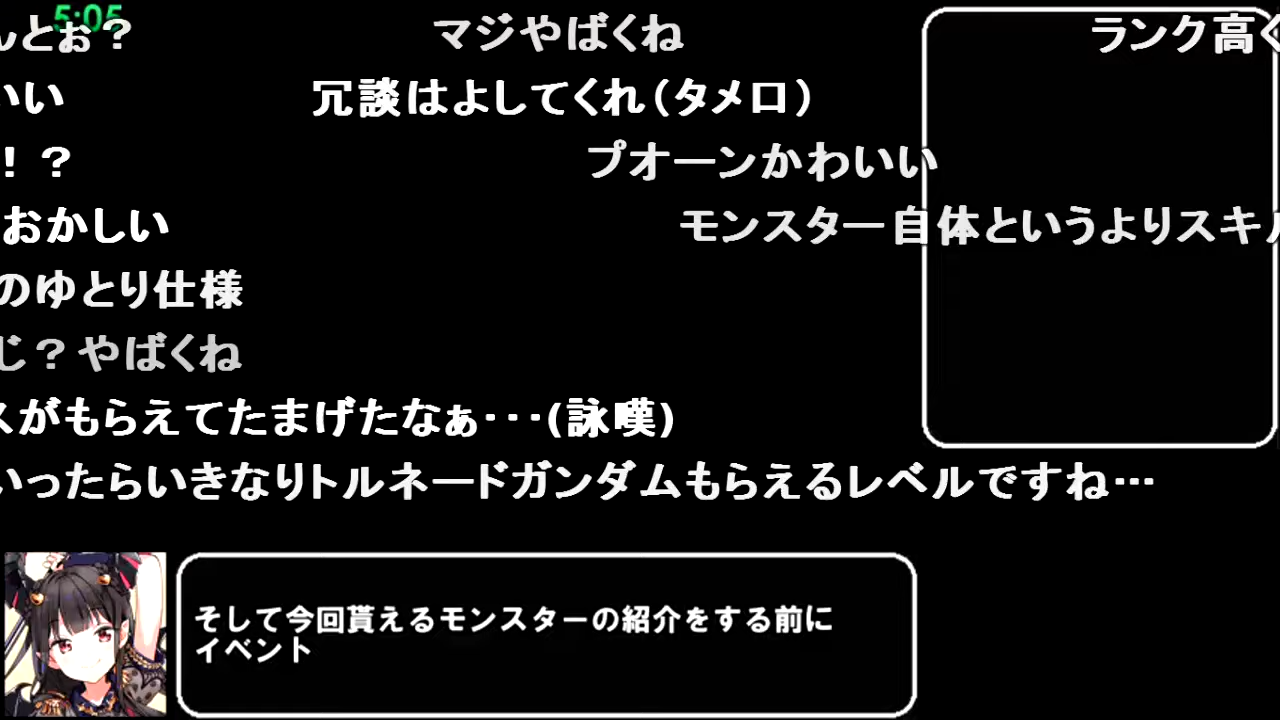 5:05
んとぉ？ マジやばくね ランク高く
いい 冗談はよしてくれ（タメ口）
！？ プオーンかわいい
おかしい モンスター自体というよりスキル
のゆとり仕様
じ？やばくね
スがもらえてたまげたなぁ･･･(詠嘆)
いったらいきなりトルネードガンダムもらえるレベルですね…
そして今回貰えるモンスターの紹介をする前に
イベント